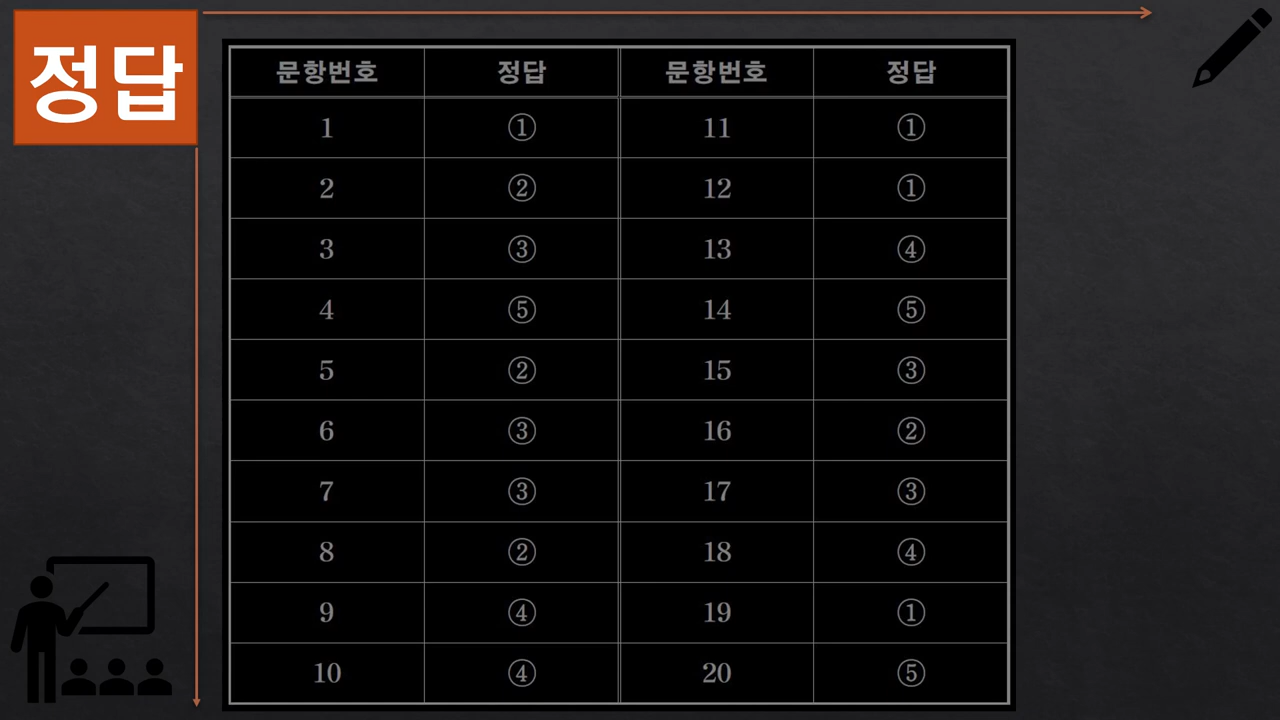 정답
문항번호 정답 문항번호 정답
1 ① 11 ①
2 ② 12 ①
3 ③ 13 ④
4 ⑤ 14 ⑤
5 ② 15 ③
6 ③ 16 ②
7 ③ 17 ③
8 ② 18 ④
9 ④ 19 ①
10 ④ 20 ⑤